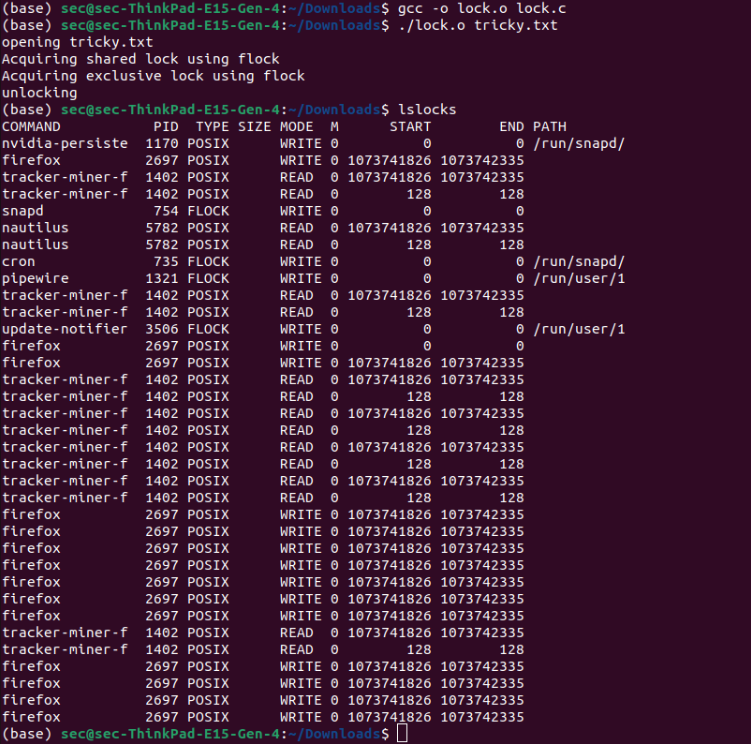 (base) sec@sec-ThinkPad-E15-Gen-4:~/Downloads$ gcc -o lock.o lock.c
(base) sec@sec-ThinkPad-E15-Gen-4:~/Downloads$ ./lock.o tricky.txt
opening tricky.txt
Acquiring shared lock using flock
Acquiring exclusive lock using flock
unlocking
(base) sec@sec-ThinkPad-E15-Gen-4:~/Downloads$ lslocks
COMMAND           PID  TYPE SIZE MODE  M      START        END PATH
nvidia-persiste  1170 POSIX      WRITE 0          0          0 /run/snapd/
firefox          2697 POSIX      WRITE 0 1073741826 1073742335
tracker-miner-f  1402 POSIX      READ  0 1073741826 1073742335
tracker-miner-f  1402 POSIX      READ  0        128        128
snapd             754 FLOCK      WRITE 0          0          0
nautilus         5782 POSIX      READ  0 1073741826 1073742335
nautilus         5782 POSIX      READ  0        128        128
cron              735 FLOCK      WRITE 0          0          0 /run/snapd/
pipewire         1321 FLOCK      WRITE 0          0          0 /run/user/1
tracker-miner-f  1402 POSIX      READ  0 1073741826 1073742335
tracker-miner-f  1402 POSIX      READ  0        128        128
update-notifier  3506 FLOCK      WRITE 0          0          0 /run/user/1
firefox          2697 POSIX      WRITE 0          0          0
firefox          2697 POSIX      WRITE 0 1073741826 1073742335
tracker-miner-f  1402 POSIX      READ  0 1073741826 1073742335
tracker-miner-f  1402 POSIX      READ  0        128        128
tracker-miner-f  1402 POSIX      READ  0 1073741826 1073742335
tracker-miner-f  1402 POSIX      READ  0        128        128
tracker-miner-f  1402 POSIX      READ  0 1073741826 1073742335
tracker-miner-f  1402 POSIX      READ  0        128        128
tracker-miner-f  1402 POSIX      READ  0 1073741826 1073742335
tracker-miner-f  1402 POSIX      READ  0        128        128
firefox          2697 POSIX      WRITE 0 1073741826 1073742335
firefox          2697 POSIX      WRITE 0 1073741826 1073742335
firefox          2697 POSIX      WRITE 0 1073741826 1073742335
firefox          2697 POSIX      WRITE 0 1073741826 1073742335
firefox          2697 POSIX      WRITE 0 1073741826 1073742335
firefox          2697 POSIX      WRITE 0 1073741826 1073742335
firefox          2697 POSIX      WRITE 0 1073741826 1073742335
tracker-miner-f  1402 POSIX      READ  0 1073741826 1073742335
tracker-miner-f  1402 POSIX      READ  0        128        128
firefox          2697 POSIX      WRITE 0 1073741826 1073742335
firefox          2697 POSIX      WRITE 0 1073741826 1073742335
firefox          2697 POSIX      WRITE 0 1073741826 1073742335
firefox          2697 POSIX      WRITE 0 1073741826 1073742335
(base) sec@sec-ThinkPad-E15-Gen-4:~/Downloads$